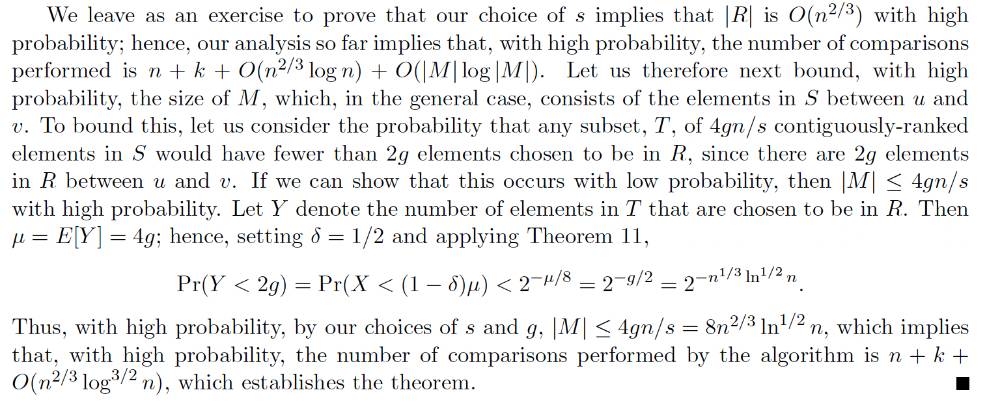 We leave as an exercise to prove that our choice of s implies that |R| is O(n^{2/3}) with high
probability; hence, our analysis so far implies that, with high probability, the number of comparisons
performed is n + k + O(n^{2/3} log n) + O(|M| log |M|). Let us therefore next bound, with high
probability, the size of M, which, in the general case, consists of the elements in S between u and
v. To bound this, let us consider the probability that any subset, T, of 4gn/s contiguously-ranked
elements in S would have fewer than 2g elements chosen to be in R, since there are 2g elements
in R between u and v. If we can show that this occurs with low probability, then |M| ≤ 4gn/s
with high probability. Let Y denote the number of elements in T that are chosen to be in R. Then
μ = E[Y] = 4g; hence, setting δ = 1/2 and applying Theorem 11,
Pr(Y < 2g) = Pr(X < (1 − δ)μ) < 2^{−μ/8} = 2^{−g/2} = 2^{−n^{1/3} ln^{1/2} n}.
Thus, with high probability, by our choices of s and g, |M| ≤ 4gn/s = 8n^{2/3} ln^{1/2} n, which implies
that, with high probability, the number of comparisons performed by the algorithm is n + k +
O(n^{2/3} log^{3/2} n), which establishes the theorem. ■